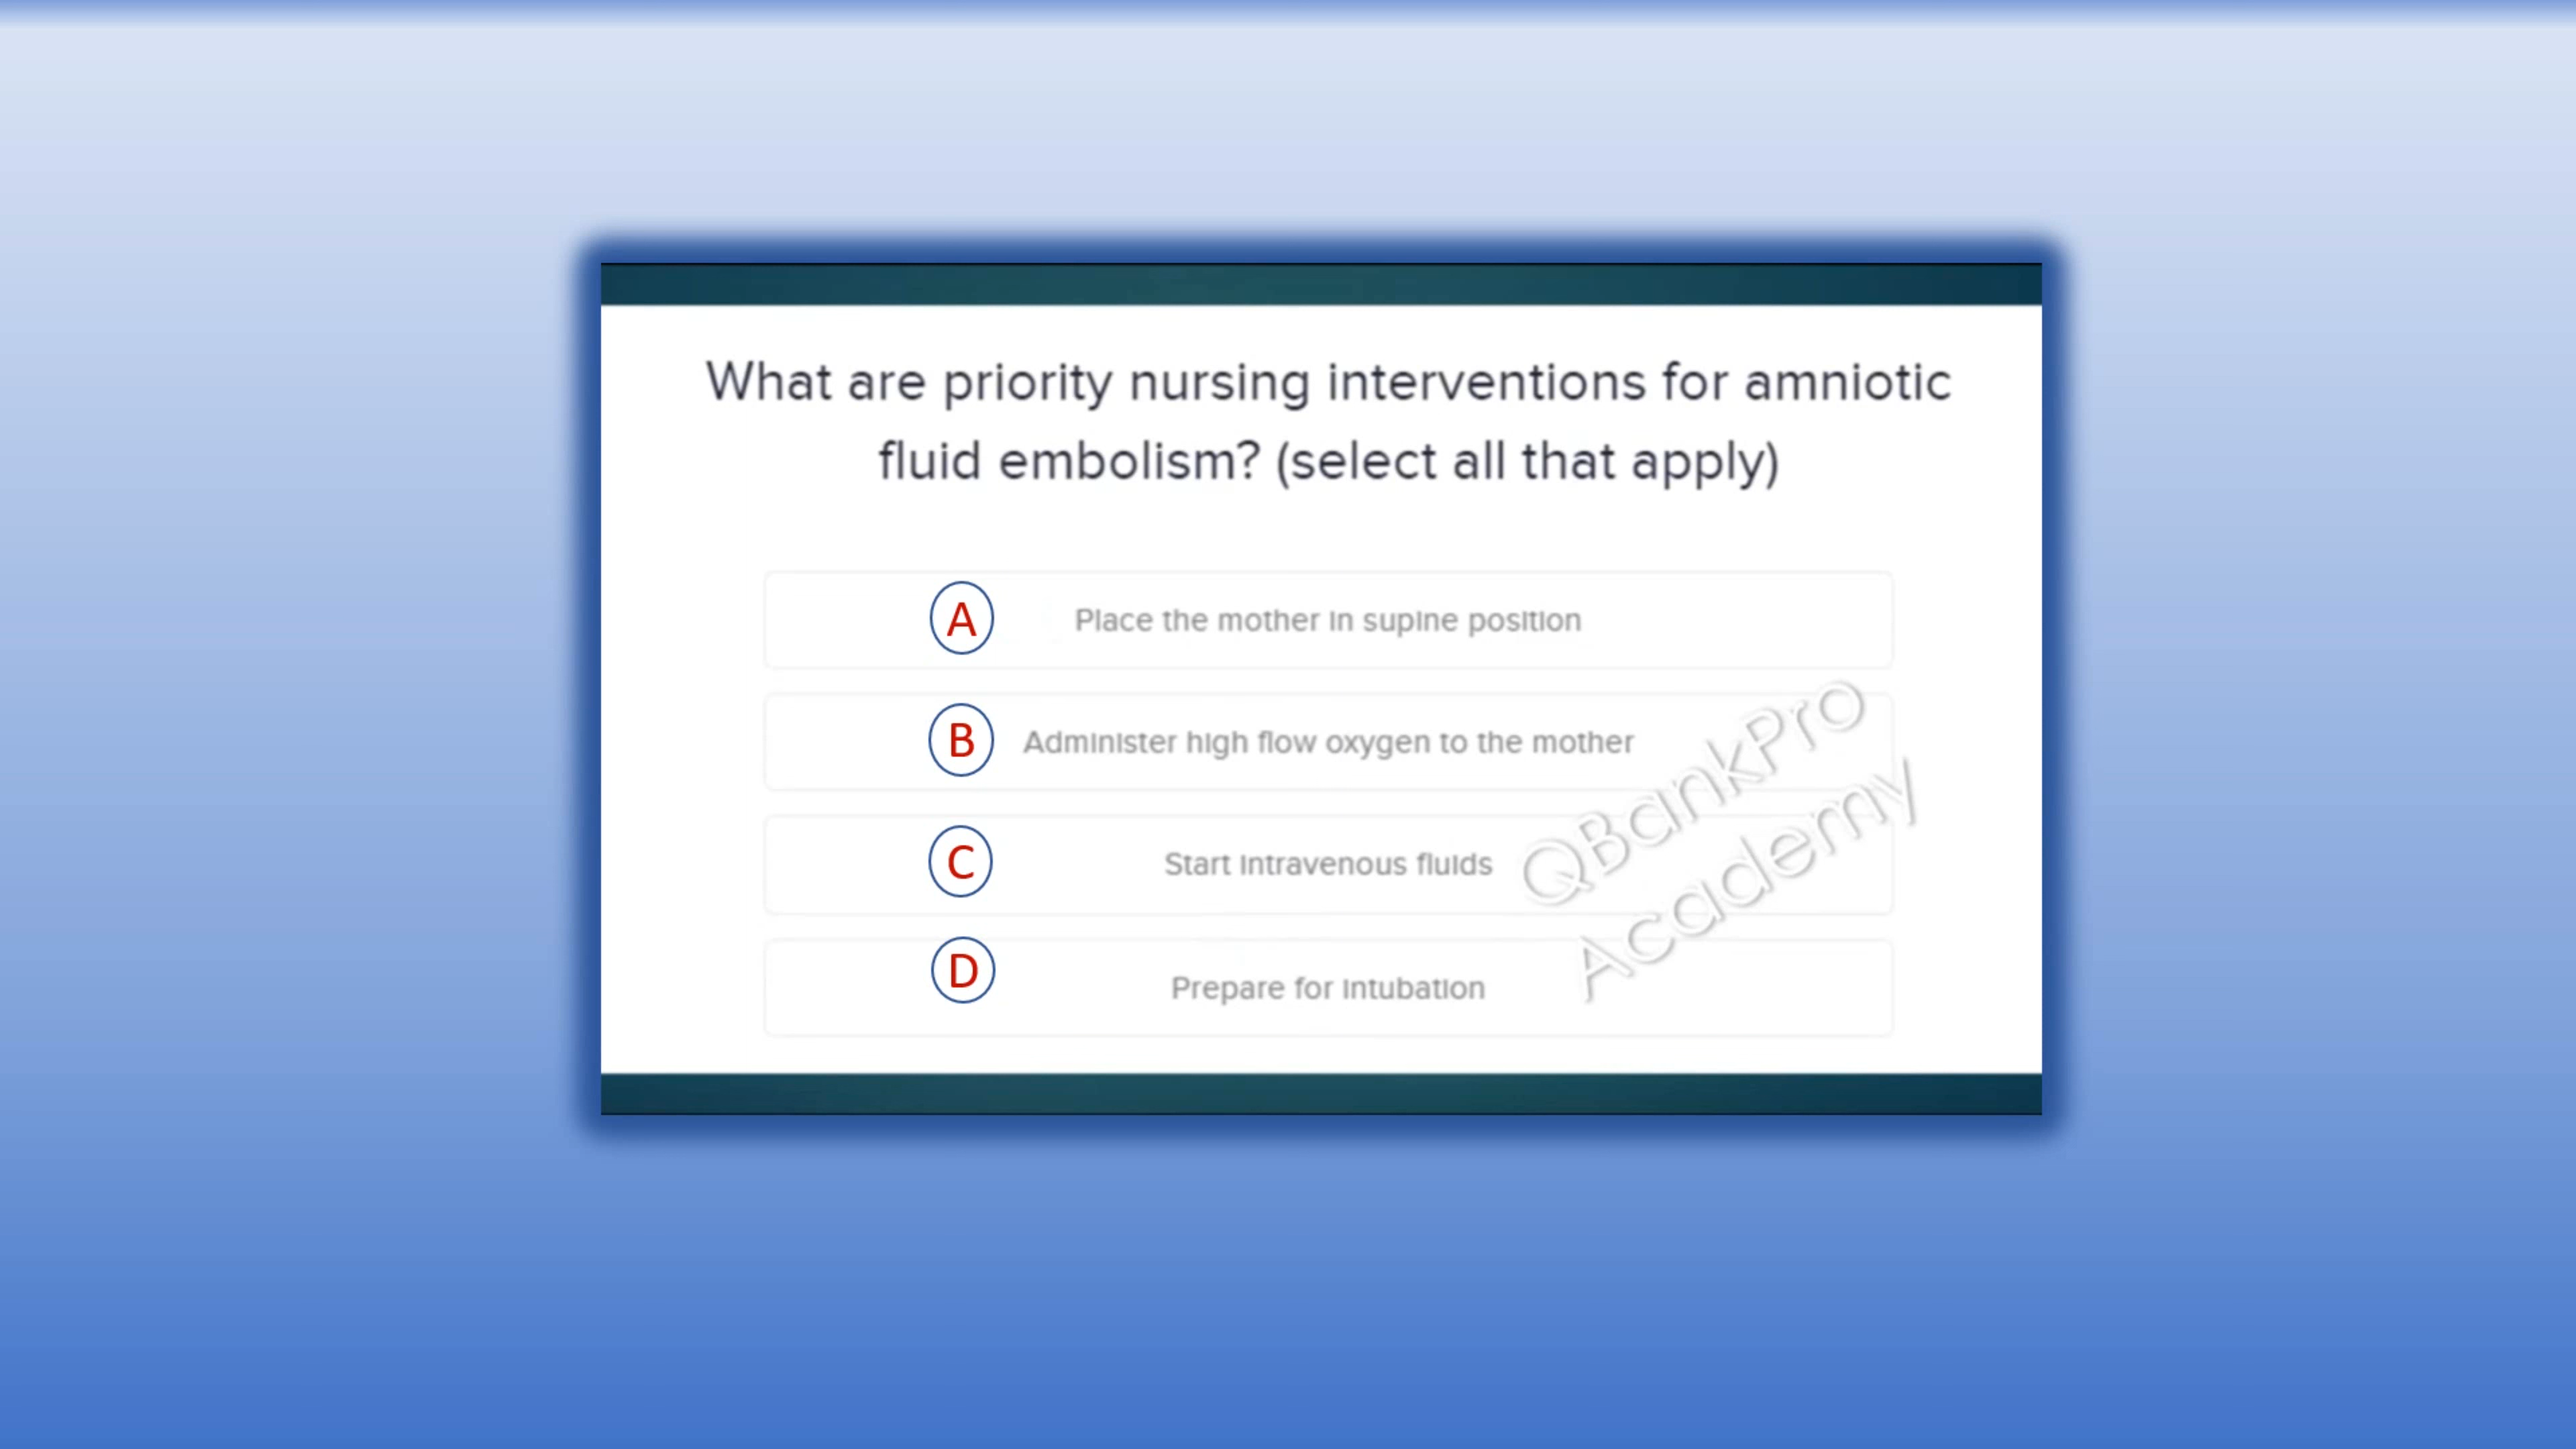 What are priority nursing interventions for amniotic
fluid embolism? (select all that apply)
A Place the mother in supine position
B Administer high flow oxygen to the mother
C Start intravenous fluids
D Prepare for intubation
QBankPro
Academy